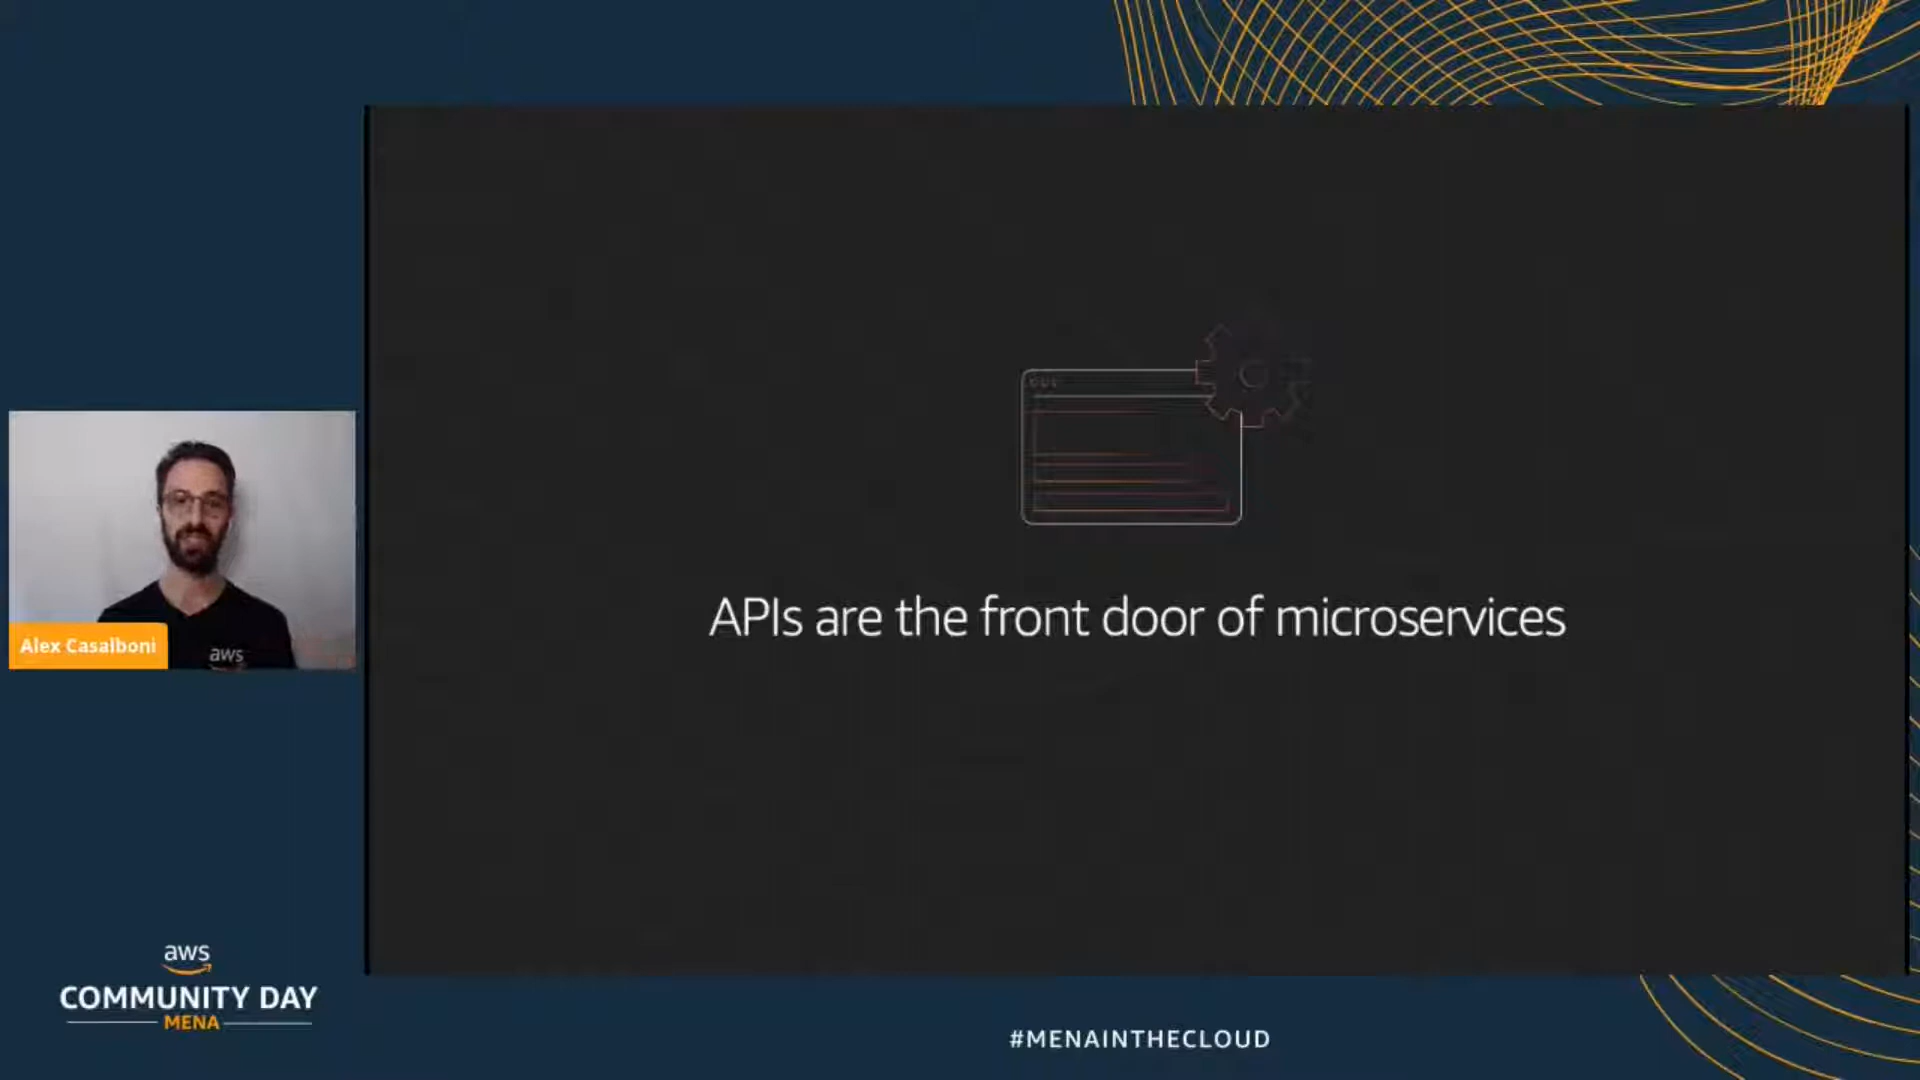 APIs are the front door of microservices
Alex Casalboni
aws
aws
COMMUNITY DAY
MENA
#MENAINTHECLOUD